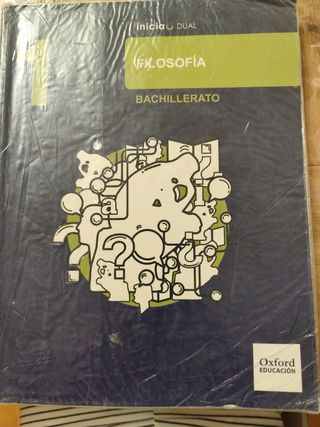 inicia DUAL
FILOSOFÍA
BACHILLERATO
Oxford
EDUCACIÓN